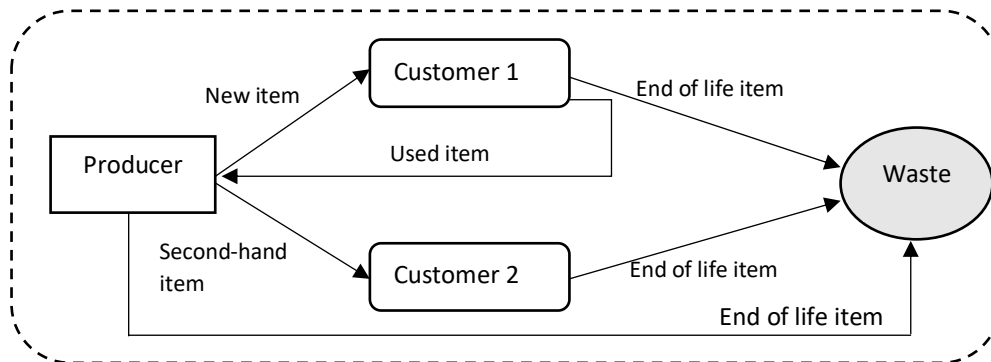 Customer 1
End of life item
New item
Used item
Producer
Waste
Second-hand
item
Customer 2
End of life item
End of life item